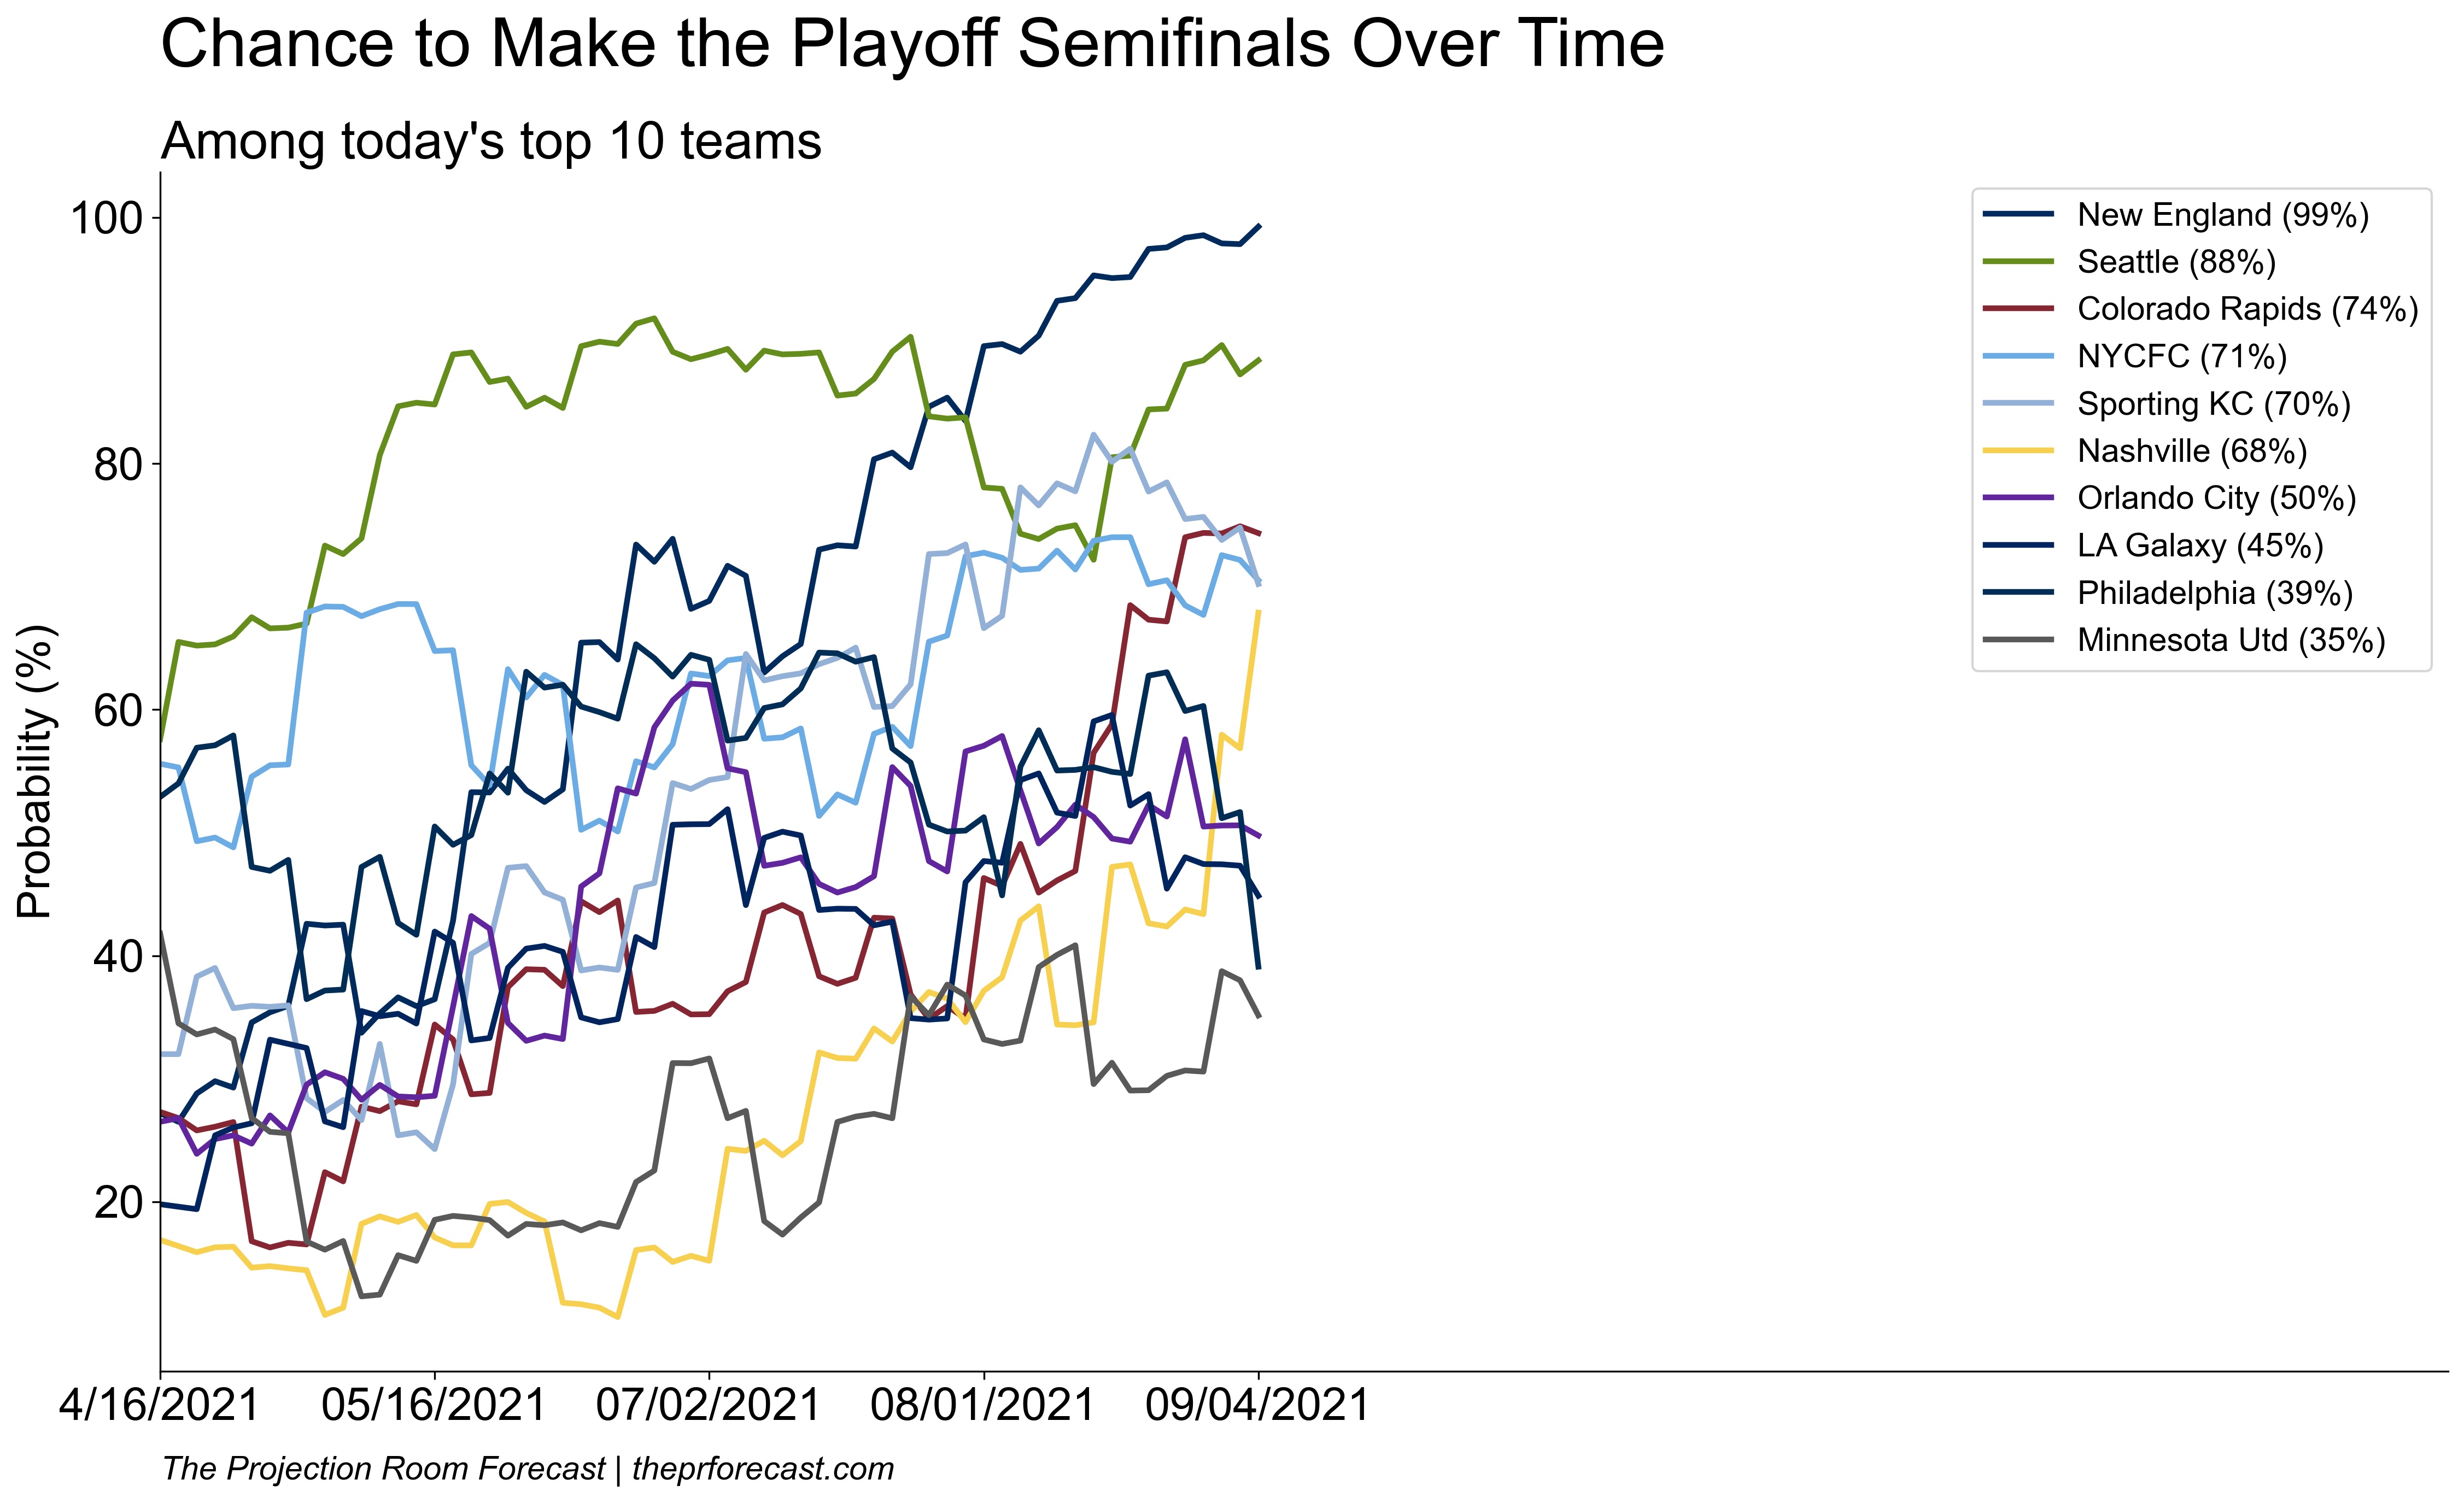 Chance to Make the Playoff Semifinals Over Time
Among today's top 10 teams
100
80
60
40
20
Probability (%)
New England (99%)
Seattle (88%)
Colorado Rapids (74%)
NYCFC (71%)
Sporting KC (70%)
Nashville (68%)
Orlando City (50%)
LA Galaxy (45%)
Philadelphia (39%)
Minnesota Utd (35%)
4/16/2021 05/16/2021 07/02/2021 08/01/2021 09/04/2021
The Projection Room Forecast | theprforecast.com